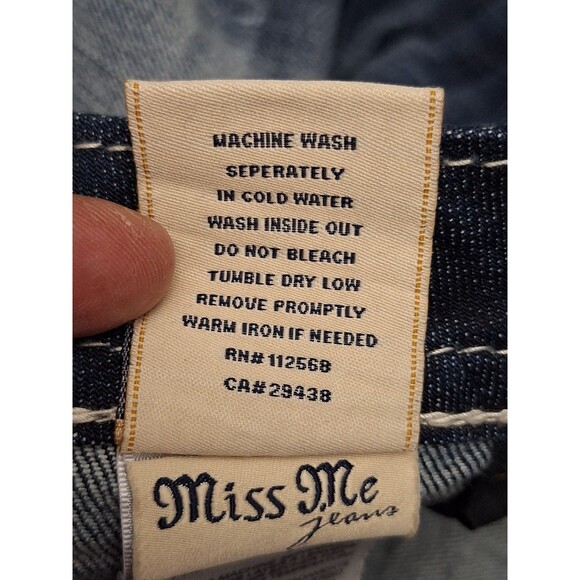 MACHINE WASH
SEPERATELY
IN COLD WATER
WASH INSIDE OUT
DO NOT BLEACH
TUMBLE DRY LOW
REMOVE PROMPTLY
WARM IRON IF NEEDED
RN# 112568
CA# 29438
Miss Me
jeans